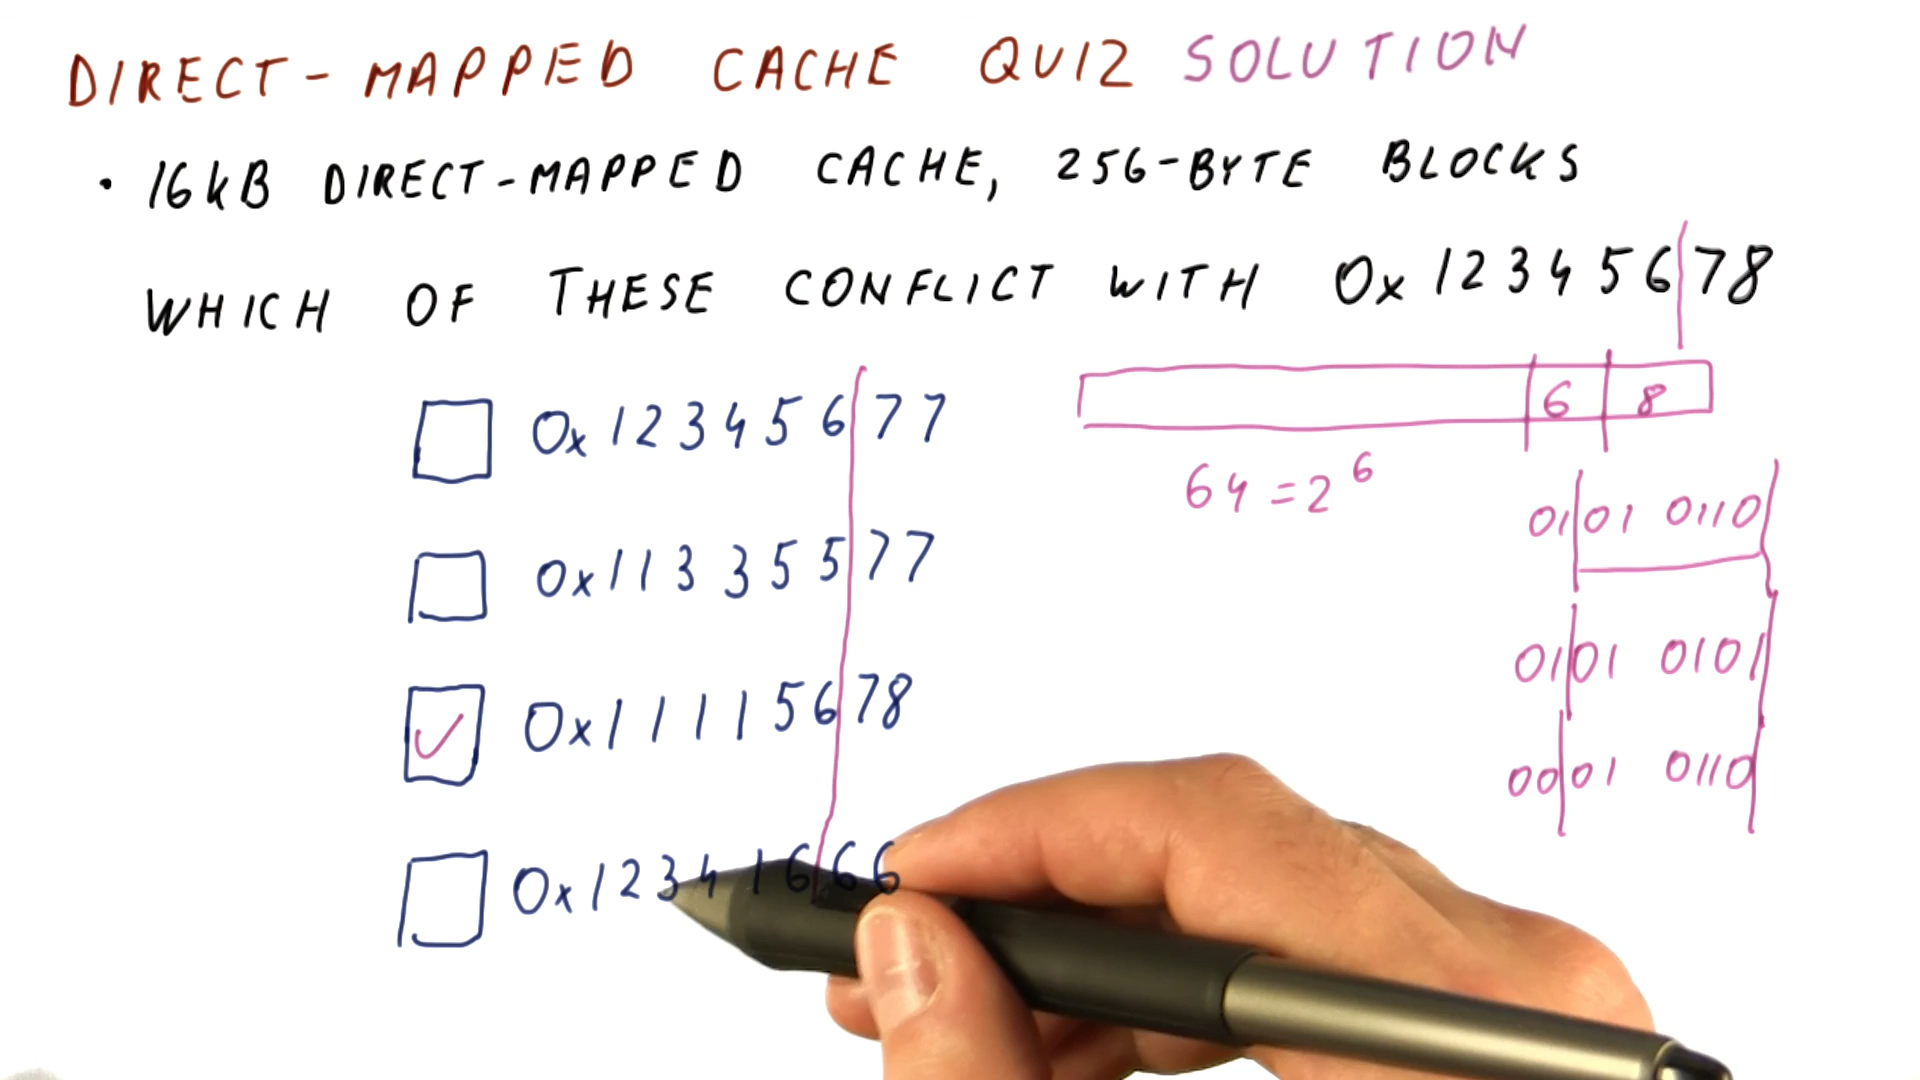 DIRECT-MAPPED CACHE QUIZ SOLUTION
• 16kB DIRECT-MAPPED CACHE, 256-BYTE BLOCKS
WHICH OF THESE CONFLICT WITH 0x12345678
6 8
0x12345677
64=2^6
0101 0110
0x11335577
0101 0101
0x11115678
0001 0110
0x12341666